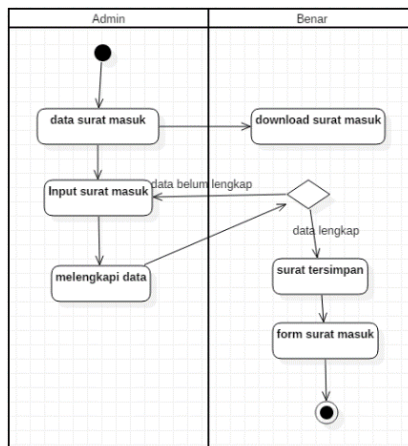 Admin
Benar
data surat masuk
download surat masuk
Input surat masuk
data belum lengkap
data lengkap
melengkapi data
surat tersimpan
form surat masuk